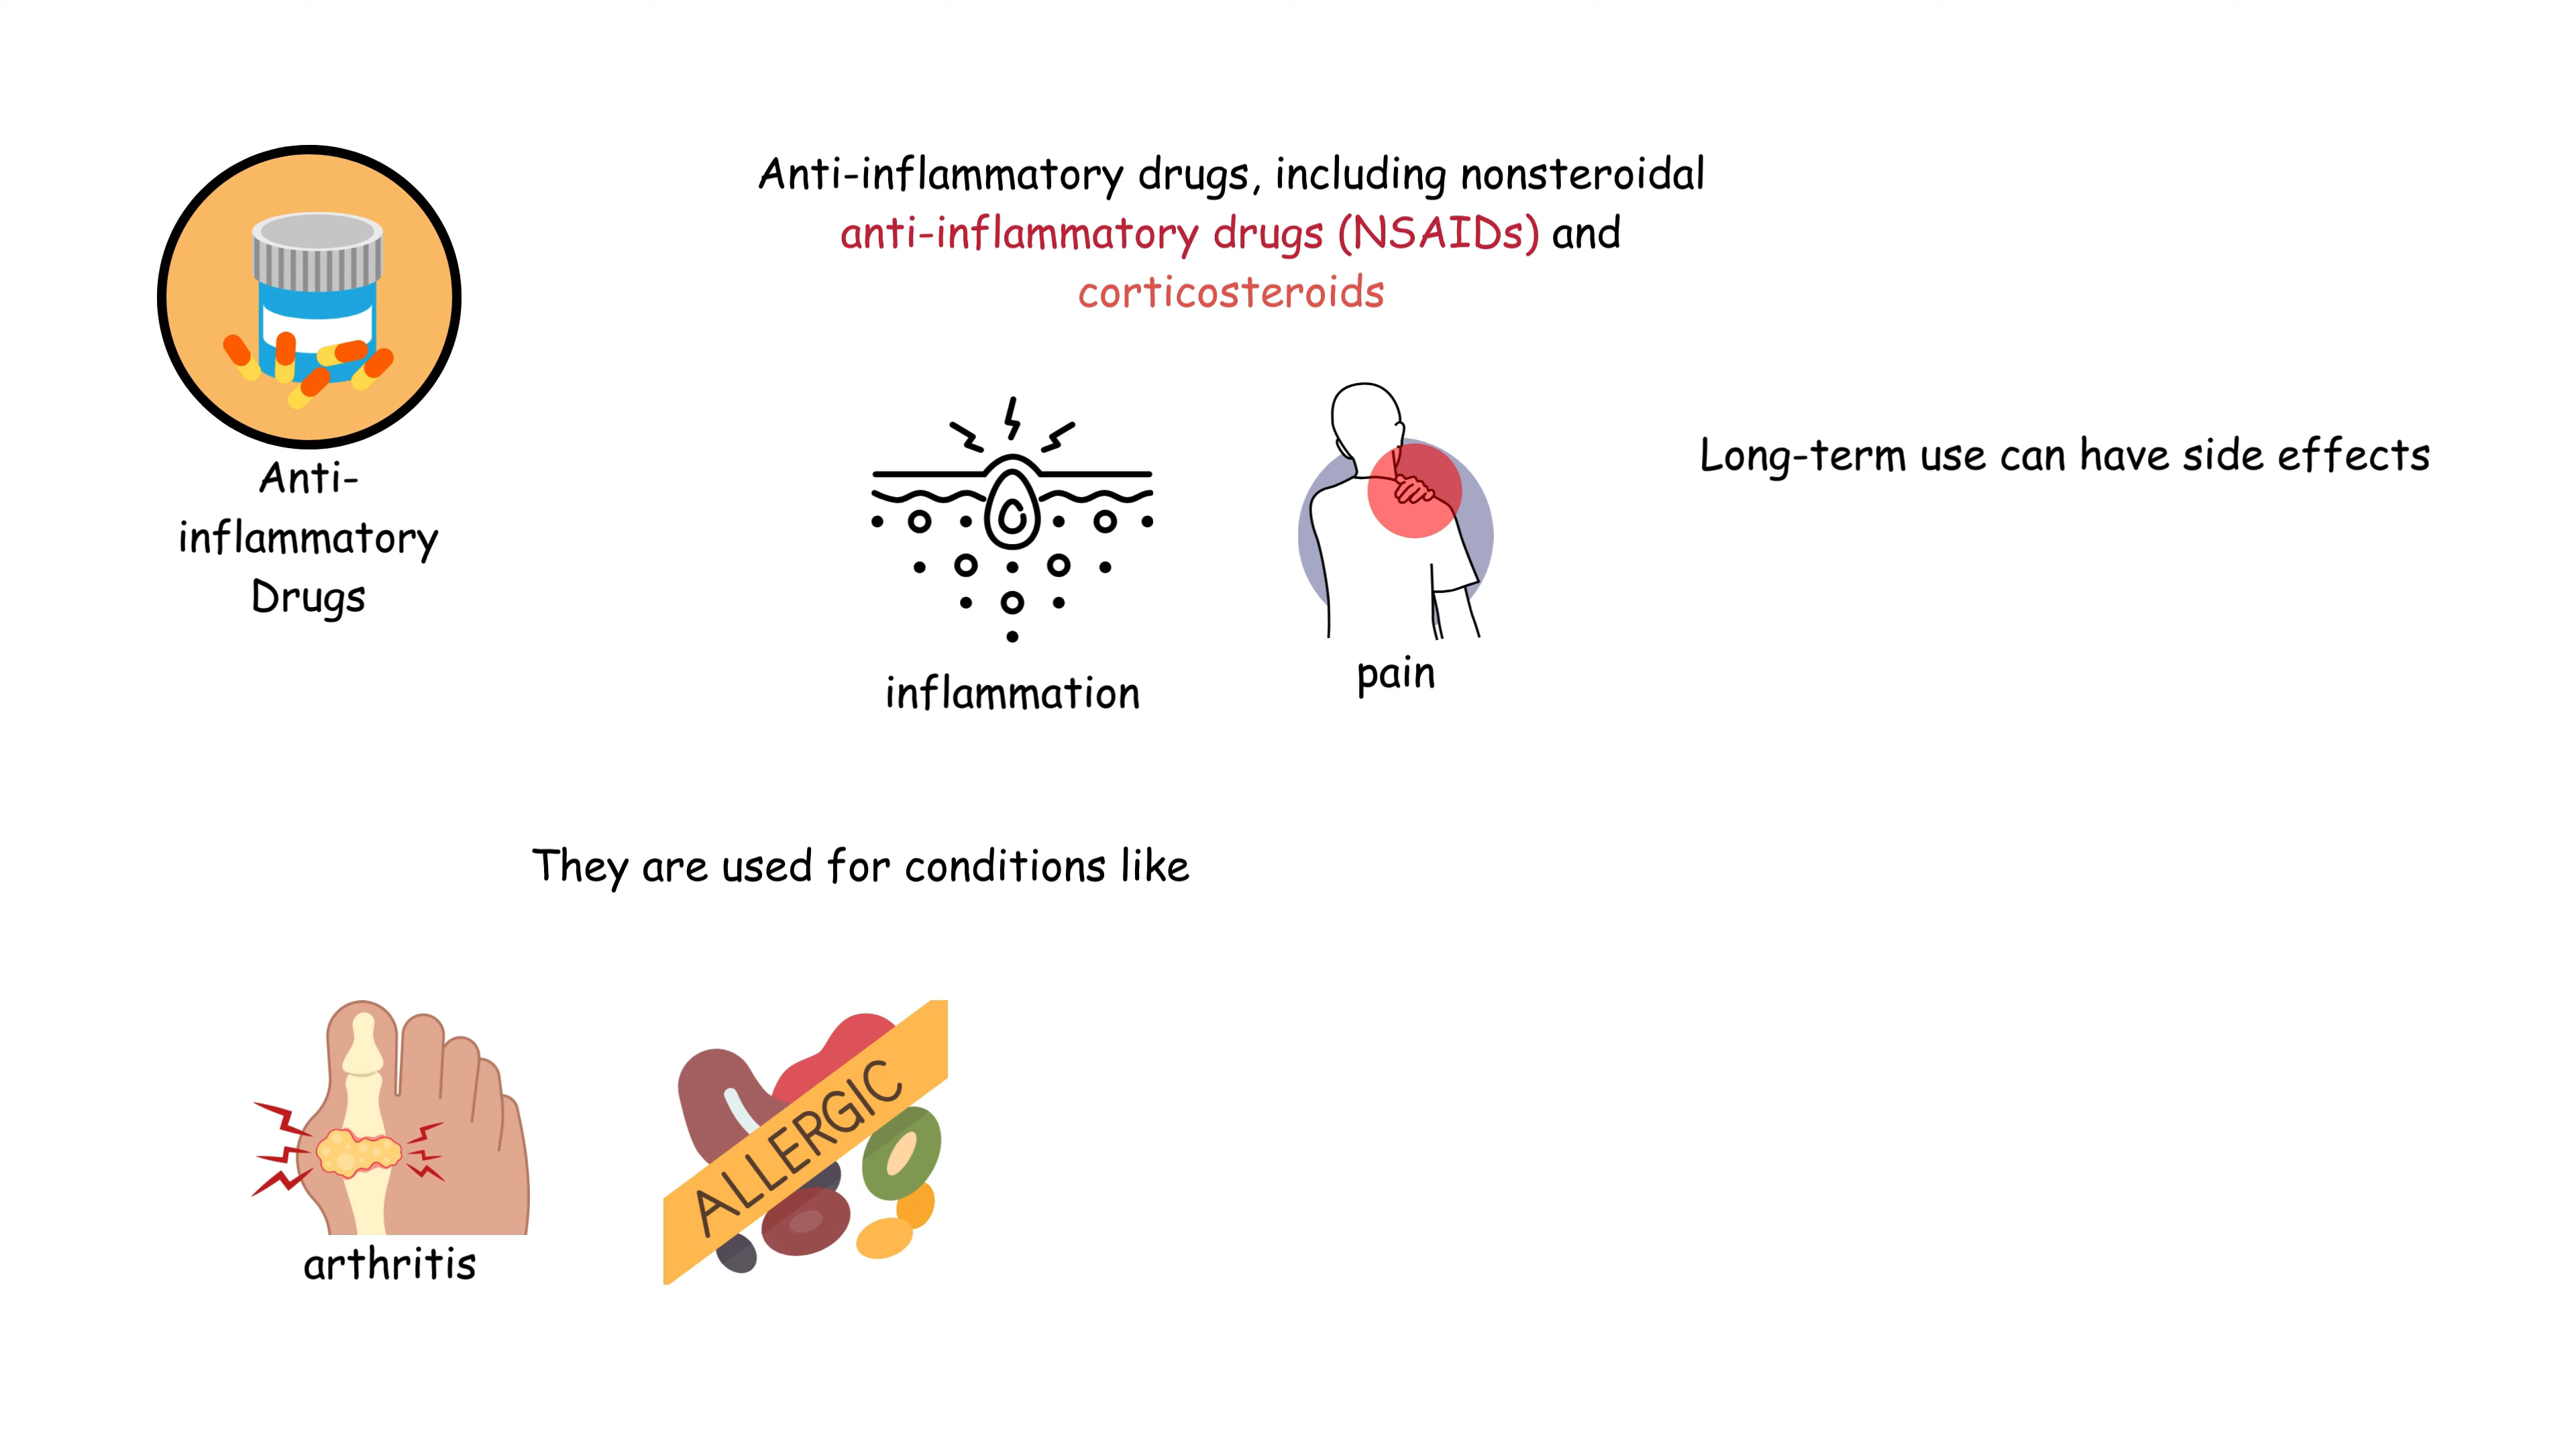 Anti-
inflammatory
Drugs
Anti-inflammatory drugs, including nonsteroidal
anti-inflammatory drugs (NSAIDs) and
corticosteroids
inflammation
pain
Long-term use can have side effects
They are used for conditions like
arthritis
ALLERGIC